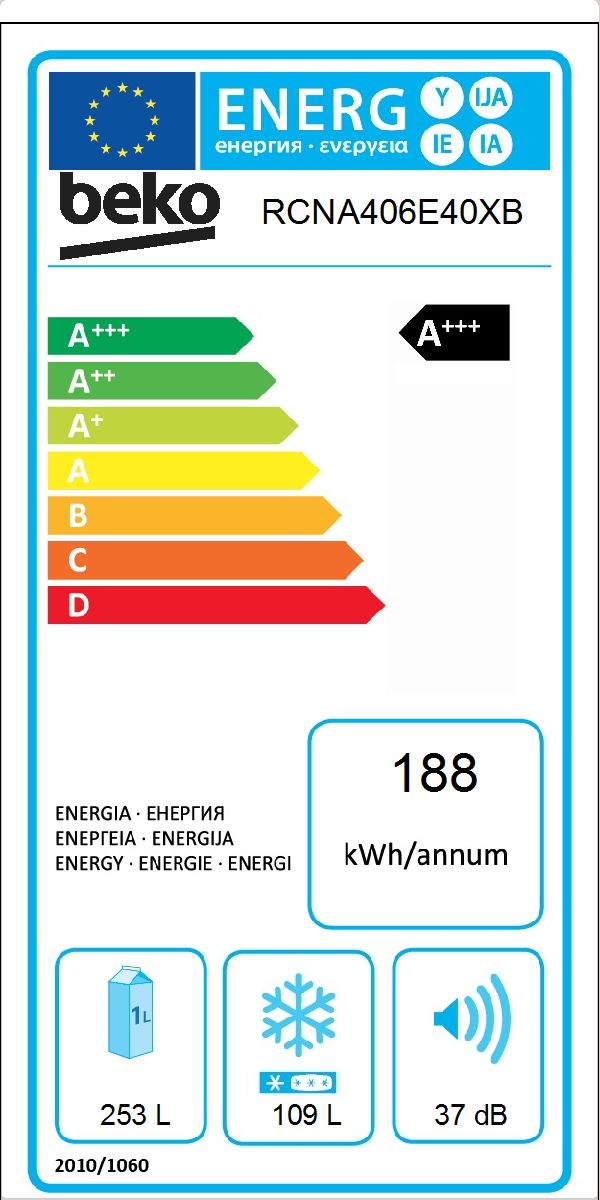 ENERG Y IJA
енергия · ενεργεια IE IA
beko RCNA406E40XB
A+++ A+++
A++
A+
A
B
C
D
188
ENERGIA · ЕНЕРГИЯ
ΕΝΕΡΓΕΙΑ · ENERGIJA
ENERGY · ENERGIE · ENERGI
kWh/annum
1L
253 L 109 L 37 dB
2010/1060